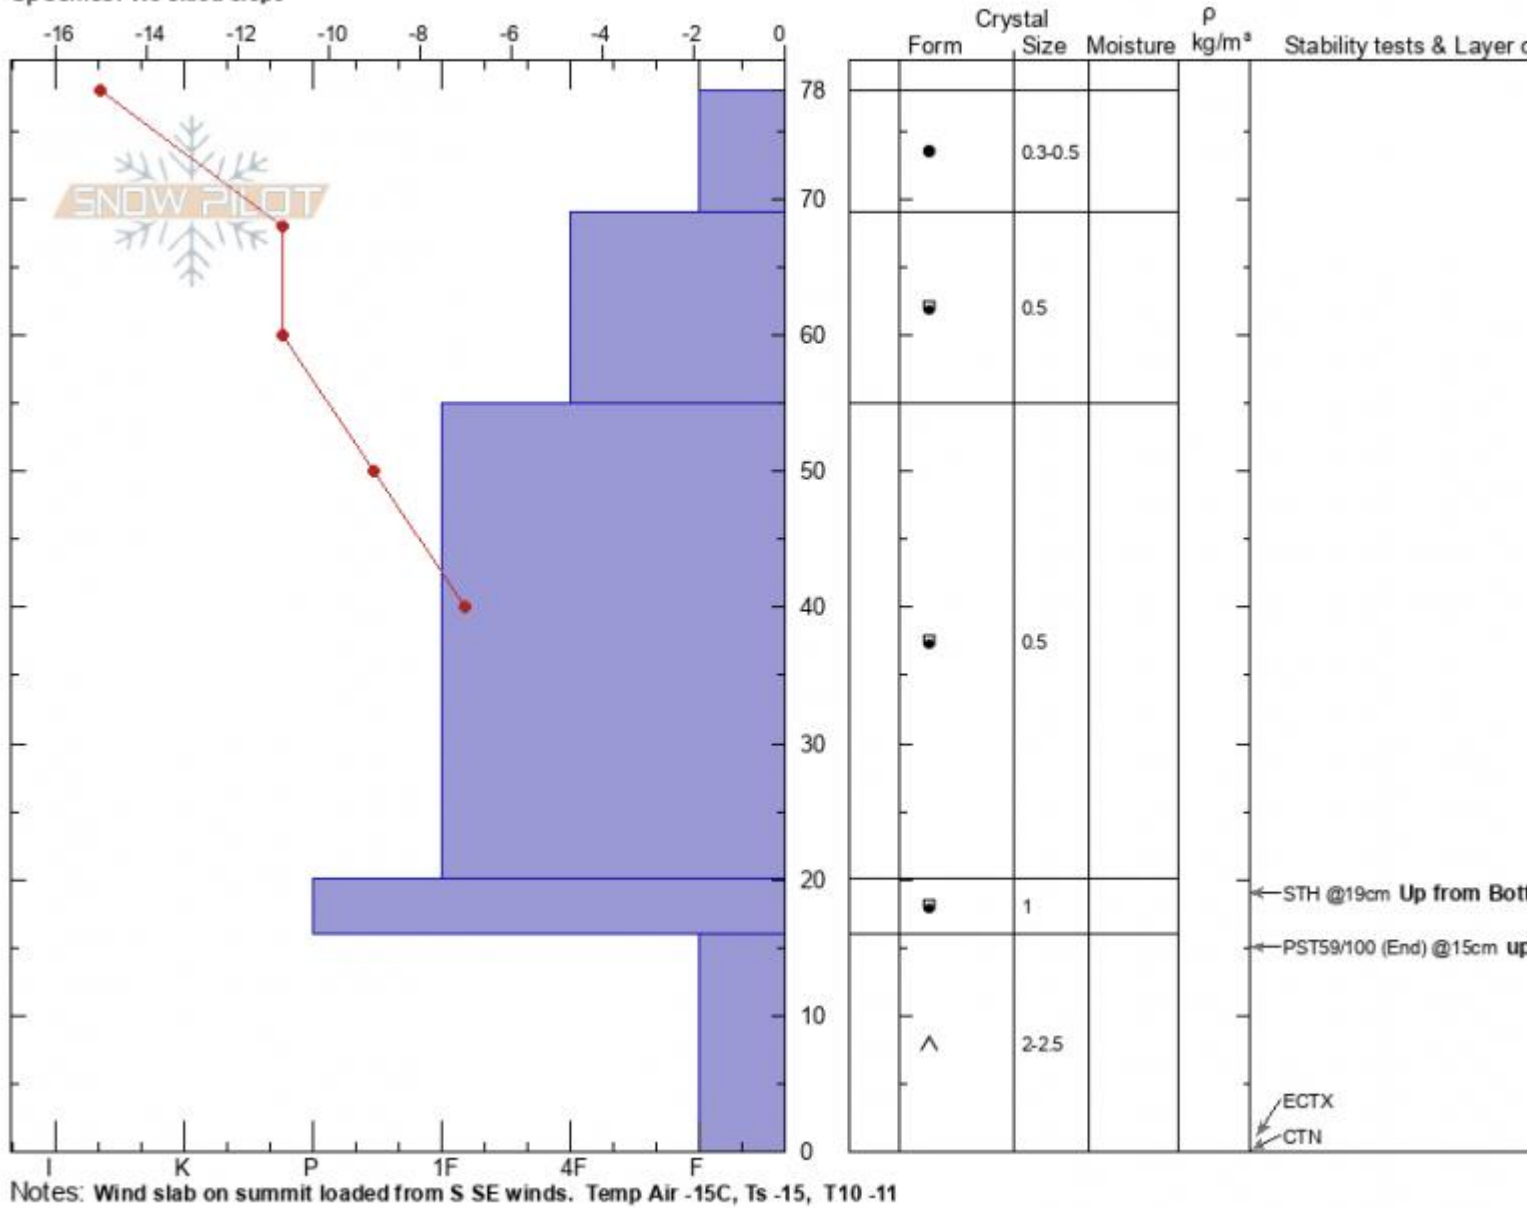 -16 -14 -12 -10 -8 -6 -4 -2 0
Crystal
Form Size Moisture
ρ
kg/m³
Stability tests & Layer
78
SNOW PILOT
0.3-0.5
70
0.5
60
50
40
0.5
30
20
STH @19cm Up from Bott
1
PST59/100 (End) @15cm up
10
2-2.5
ECTX
CTN
0
I K P 1F 4F F
Notes: Wind slab on summit loaded from S SE winds. Temp Air -15C, Ts -15, T10 -11